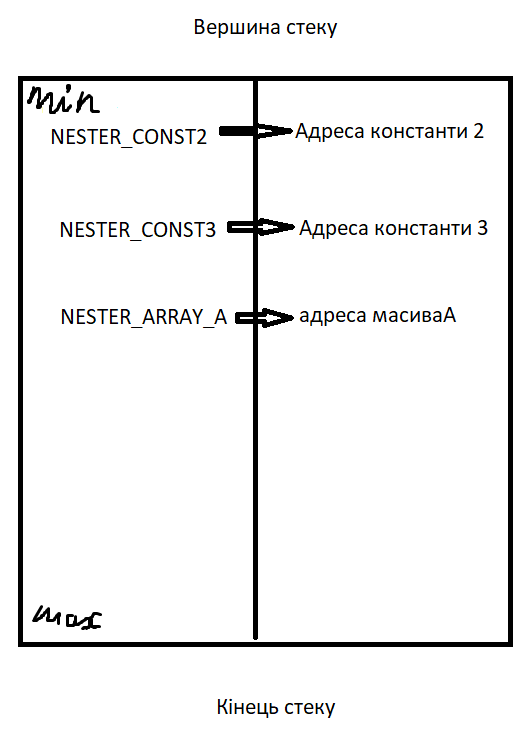 Вершина стеку
min
NESTER_CONST2 Адреса константи 2
NESTER_CONST3 Адреса константи 3
NESTER_ARRAY_A адреса масиваА
max
Кінець стеку